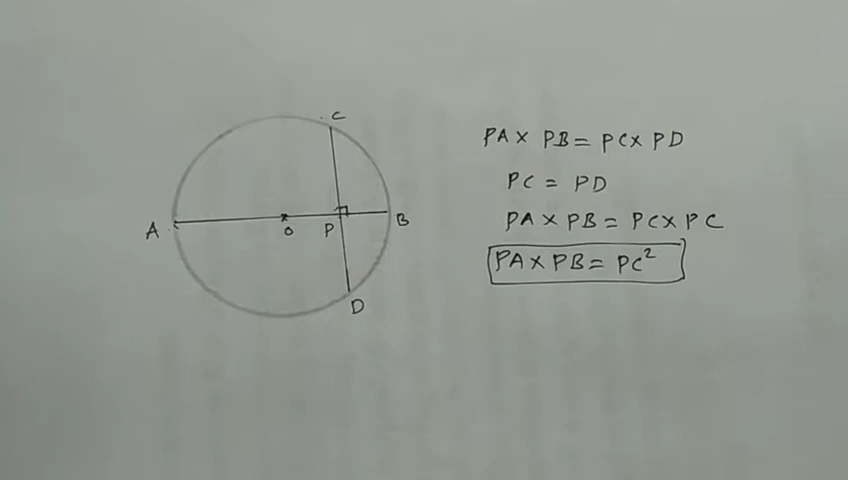 C
A
O
P
B
D
PA × PB = PC × PD
PC = PD
PA × PB = PC × PC
PA × PB = PC²